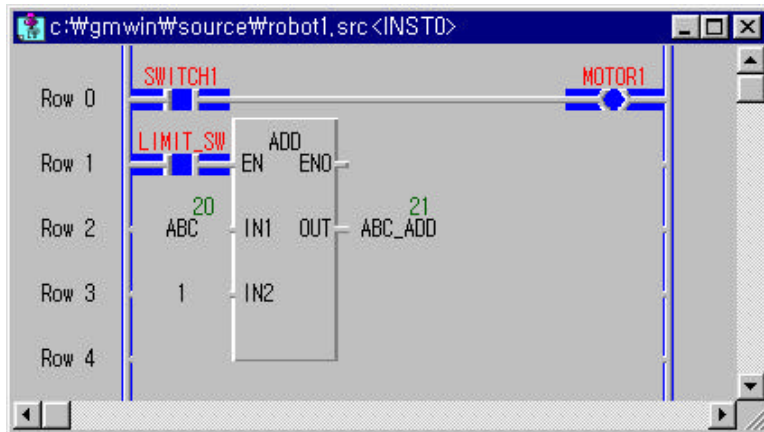 c:₩gmwin₩source₩robot1.src<INST0>
SWITCH1 MOTOR1
Row 0
LIMIT_SW ADD
Row 1 EN ENO
20 21
Row 2 ABC IN1 OUT ABC_ADD
Row 3 1 IN2
Row 4